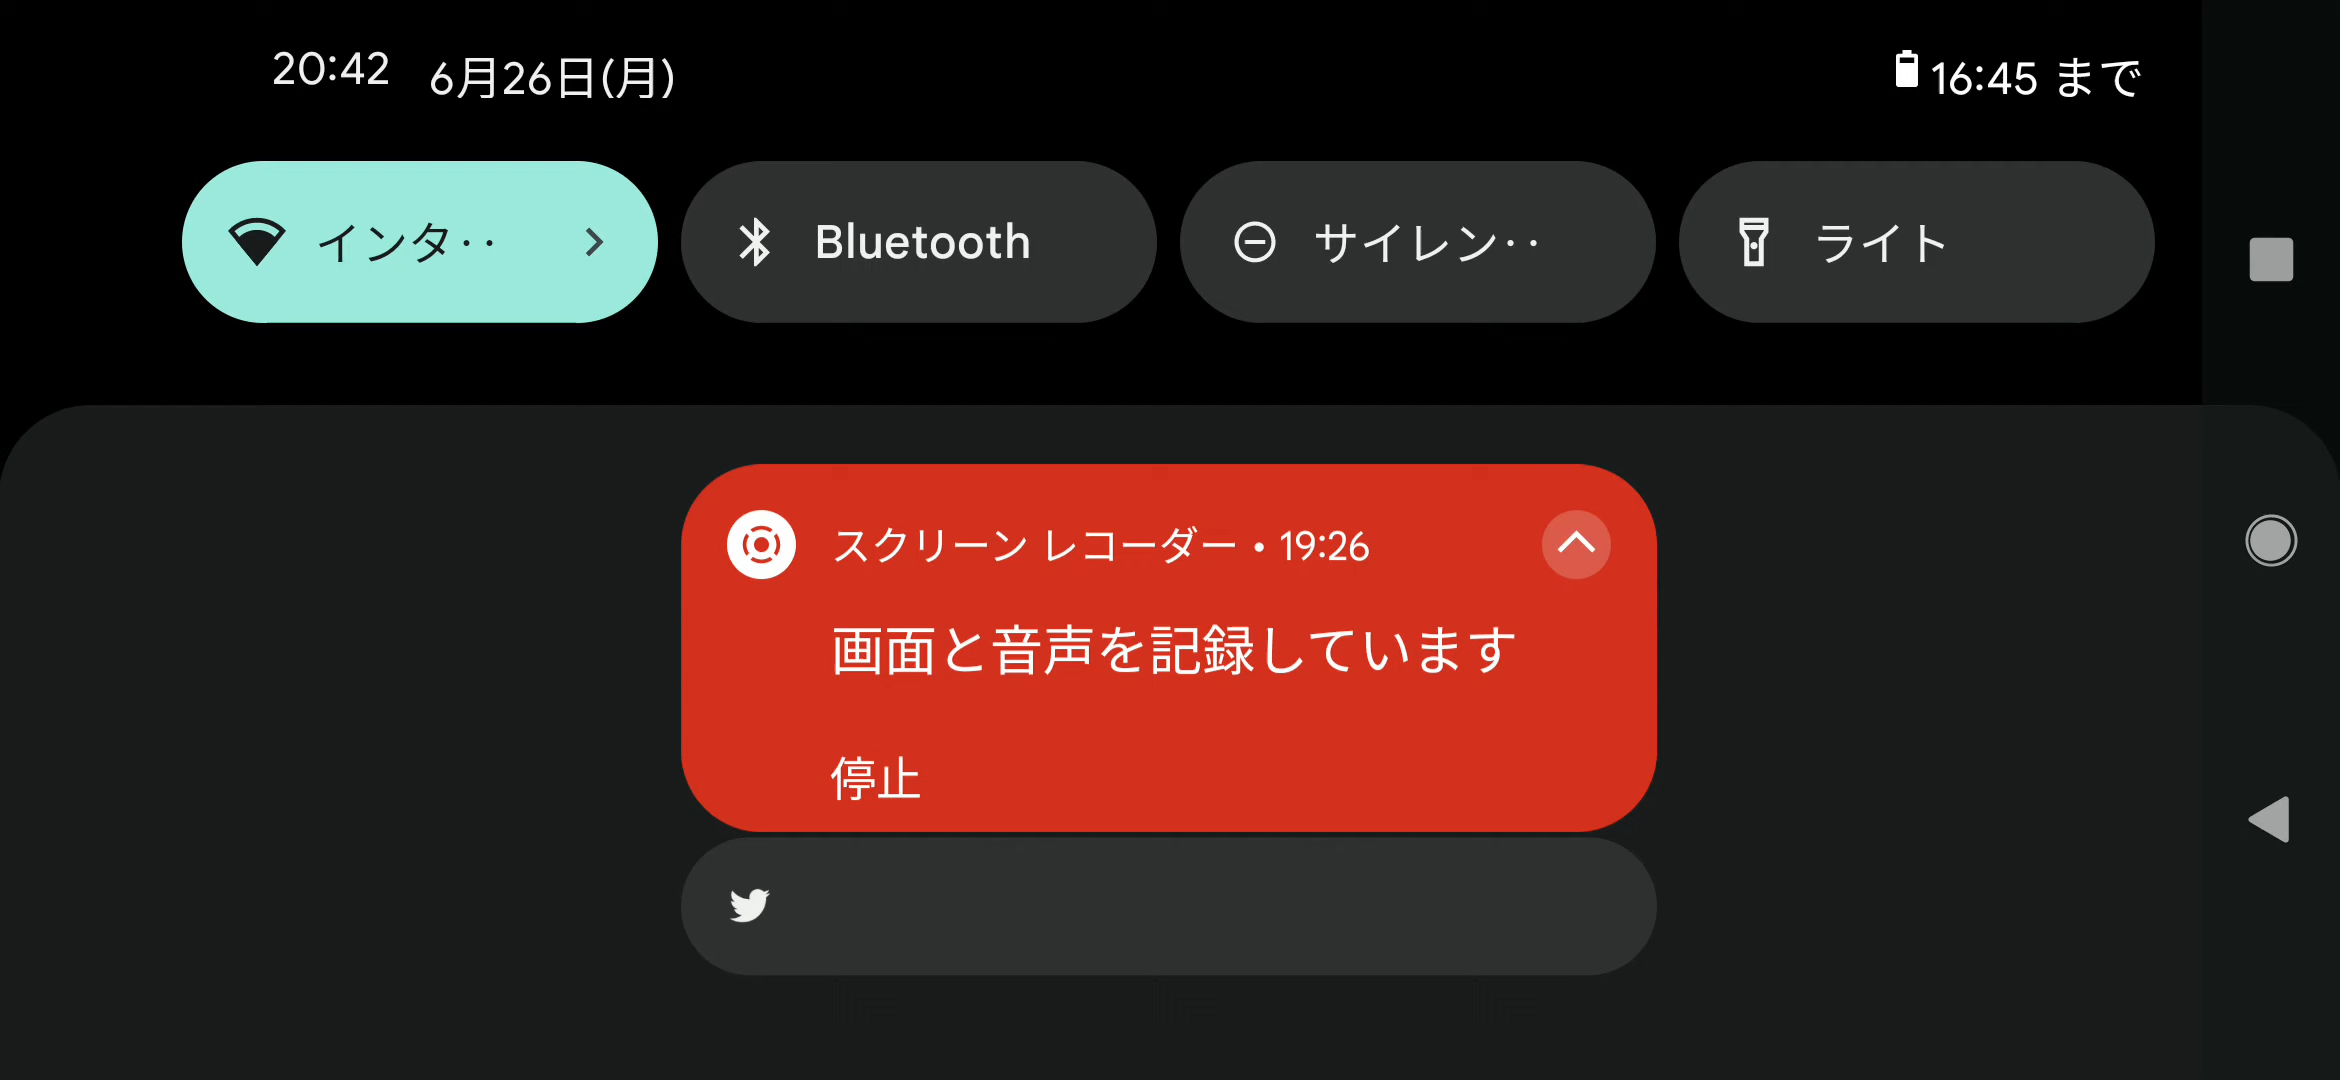 20:42 6月26日(月) 16:45 まで
インタ‥ Bluetooth サイレン‥ ライト
スクリーン レコーダー • 19:26
画面と音声を記録しています
停止